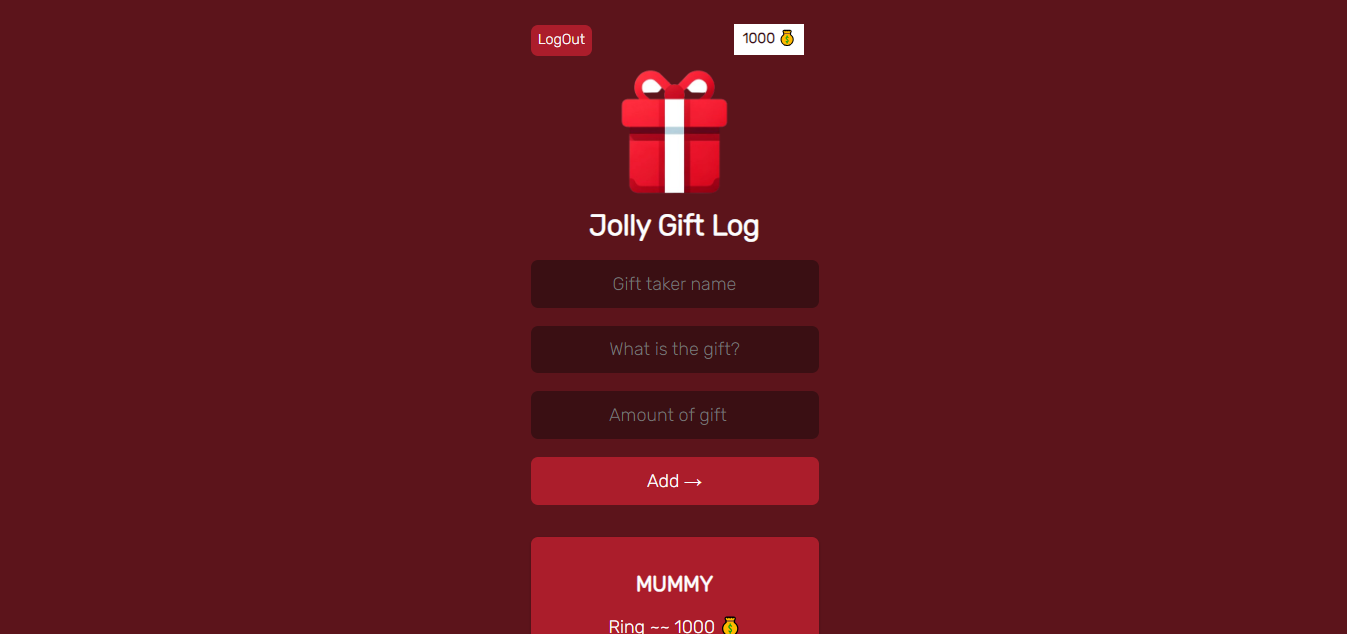 LogOut
1000 💰
Jolly Gift Log
Gift taker name
What is the gift?
Amount of gift
Add →
MUMMY
Ring ~~ 1000 💰